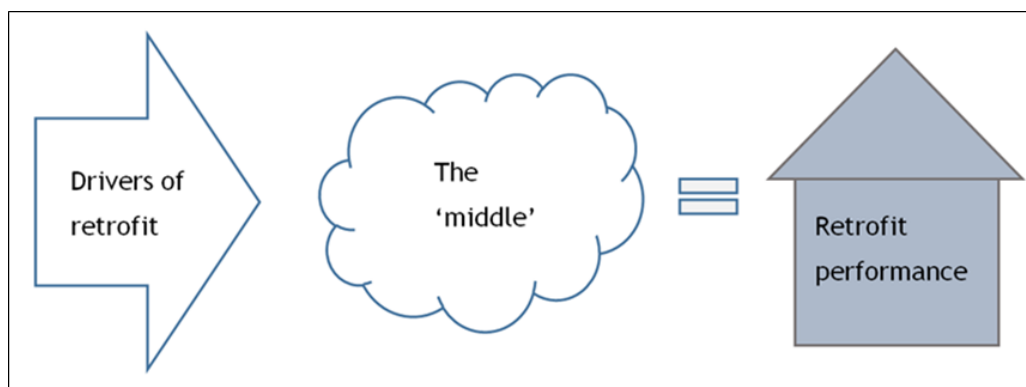 Drivers of
retrofit
The
‘middle’
Retrofit
performance